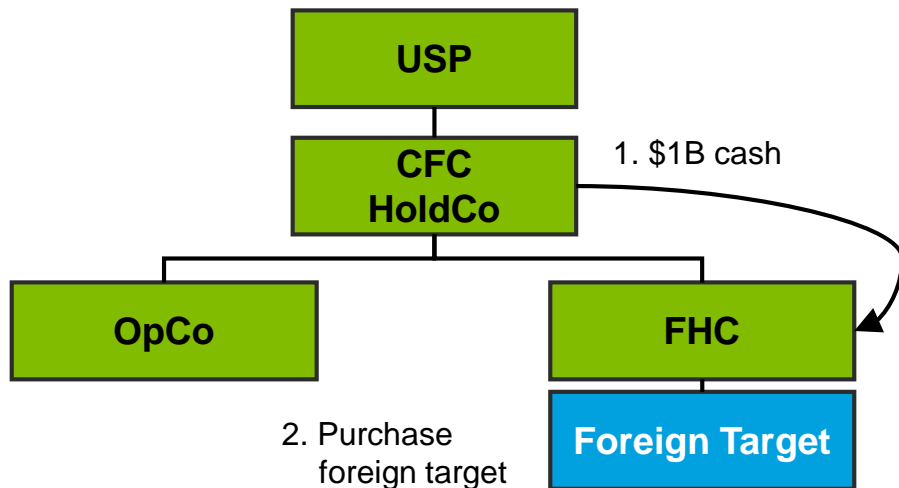 USP
1. $1B cash
CFC
HoldCo
OpCo
FHC
2. Purchase
foreign target
Foreign Target